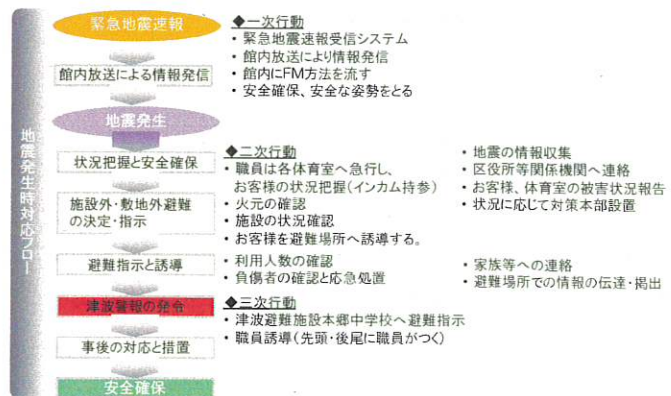 地震発生時対応フロー
緊急地震速報
館内放送による情報発信
地震発生
状況把握と安全確保
施設外・敷地外避難
の決定・指示
避難指示と誘導
津波警報の発令
事後の対応と措置
安全確保
◆一次行動
・緊急地震速報受信システム
・館内放送により情報発信
・館内にFM方法を流す
・安全確保、安全な姿勢をとる
◆二次行動
・職員は各体育室へ急行し、
お客様の状況把握(インカム持参)
・火元の確認
・施設の状況確認
・お客様を避難場所へ誘導する。
・利用人数の確認
・負傷者の確認と応急処置
・地震の情報収集
・区役所等関係機関へ連絡
・お客様、体育室の被害状況報告
・状況に応じて対策本部設置
・家族等への連絡
・避難場所での情報の伝達・掲出
◆三次行動
・津波避難施設本郷中学校へ避難指示
・職員誘導(先頭・後尾に職員がつく)